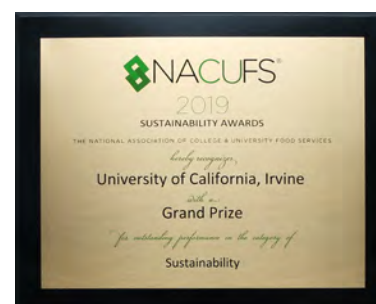 NACUFS®
2019
SUSTAINABILITY AWARDS
THE NATIONAL ASSOCIATION OF COLLEGE & UNIVERSITY FOOD SERVICES
hereby recognizes,
University of California, Irvine
with a
Grand Prize
for outstanding performance in the category of
Sustainability